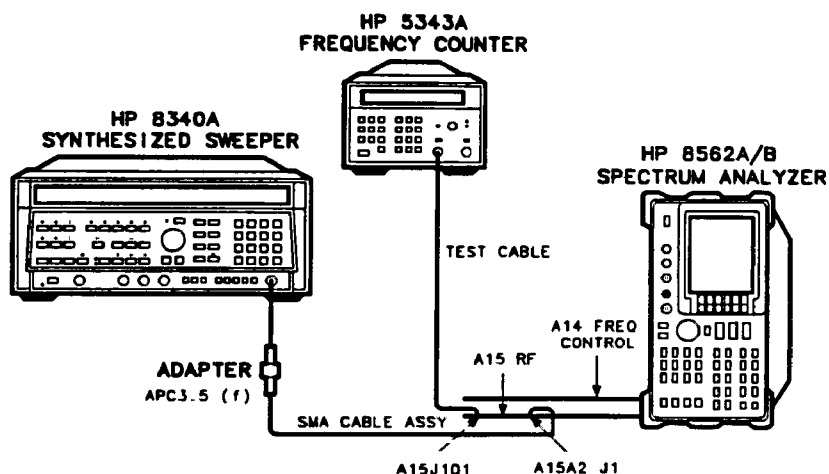 HP 5343A
FREQUENCY COUNTER
HP 8340A
SYNTHESIZED SWEEPER
HP 8562A/B
SPECTRUM ANALYZER
TEST CABLE
A14 FREQ
CONTROL
A15 RF
ADAPTER
APC3.5 (f)
SMA CABLE ASSY
A15J101
A15A2 J1